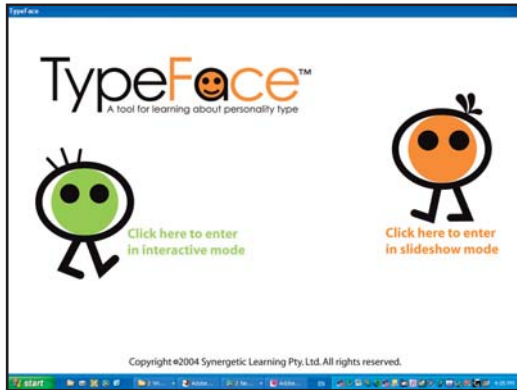 TypeFace
TypeFace™
A tool for learning about personality type
Click here to enter
in interactive mode
Click here to enter
in slideshow mode
Copyright ©2004 Synergetic Learning Pty. Ltd. All rights reserved.
start